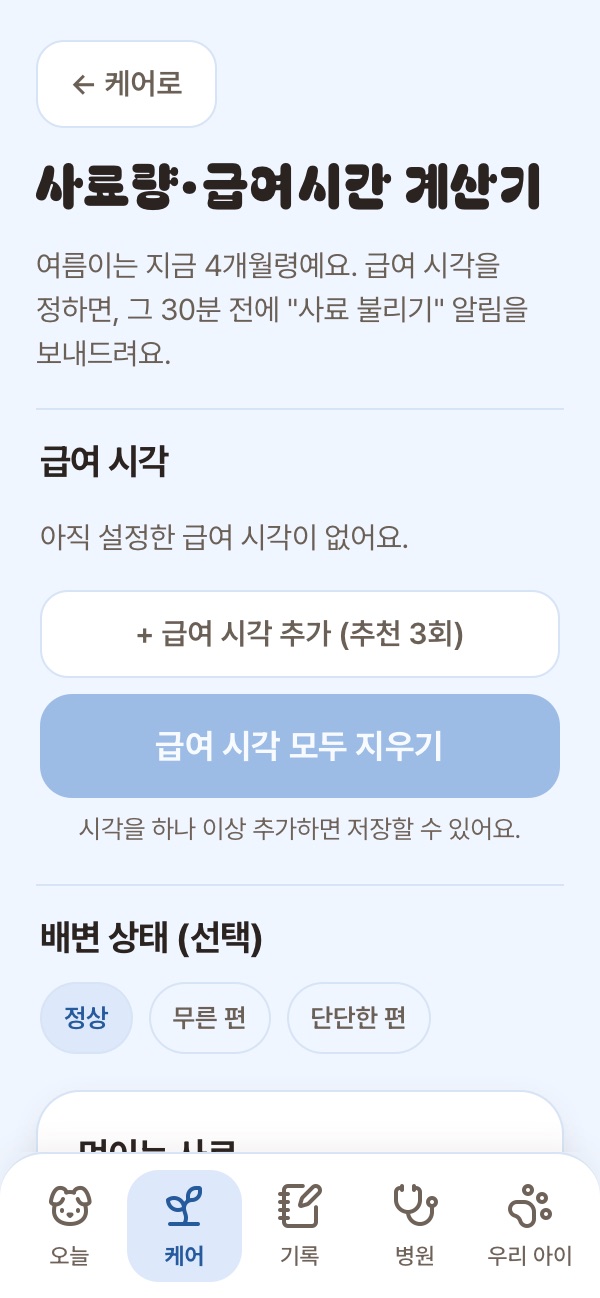 ← 케어로
사료량·급여시간 계산기
여름이는 지금 4개월령예요. 급여 시각을
정하면, 그 30분 전에 "사료 불리기" 알림을
보내드려요.
급여 시각
아직 설정한 급여 시각이 없어요.
+ 급여 시각 추가 (추천 3회)
급여 시각 모두 지우기
시각을 하나 이상 추가하면 저장할 수 있어요.
배변 상태 (선택)
정상 무른 편 단단한 편
먹이는 사료
오늘 케어 기록 병원 우리 아이